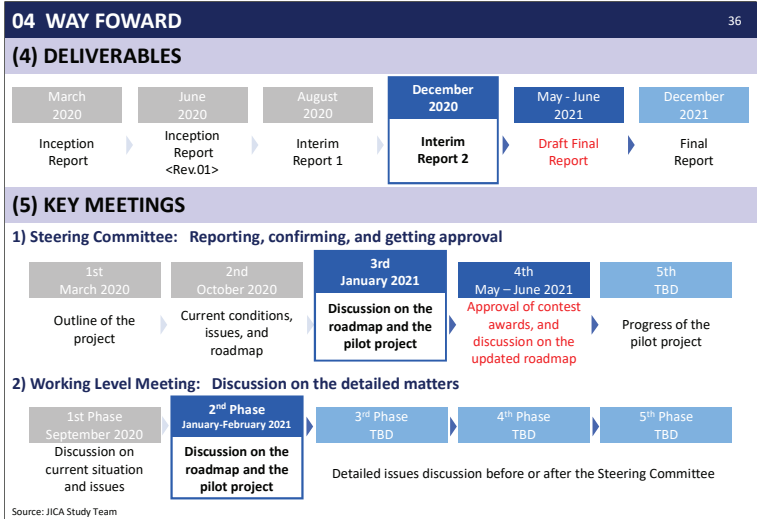 04 WAY FOWARD
36
(4) DELIVERABLES
March
2020
Inception
Report
June
2020
Inception
Report
<Rev.01>
August
2020
Interim
Report 1
December
2020
Interim
Report 2
May - June
2021
Draft Final
Report
December
2021
Final
Report
(5) KEY MEETINGS
1) Steering Committee: Reporting, confirming, and getting approval
1st
March 2020
Outline of the
project
2nd
October 2020
Current conditions,
issues, and
roadmap
3rd
January 2021
Discussion on the
roadmap and the
pilot project
4th
May – June 2021
Approval of contest
awards, and
discussion on the
updated roadmap
5th
TBD
Progress of the
pilot project
2) Working Level Meeting: Discussion on the detailed matters
1st Phase
September 2020
Discussion on
current situation
and issues
2nd Phase
January-February 2021
Discussion on the
roadmap and the
pilot project
3rd Phase
TBD
4th Phase
TBD
5th Phase
TBD
Detailed issues discussion before or after the Steering Committee
Source: JICA Study Team